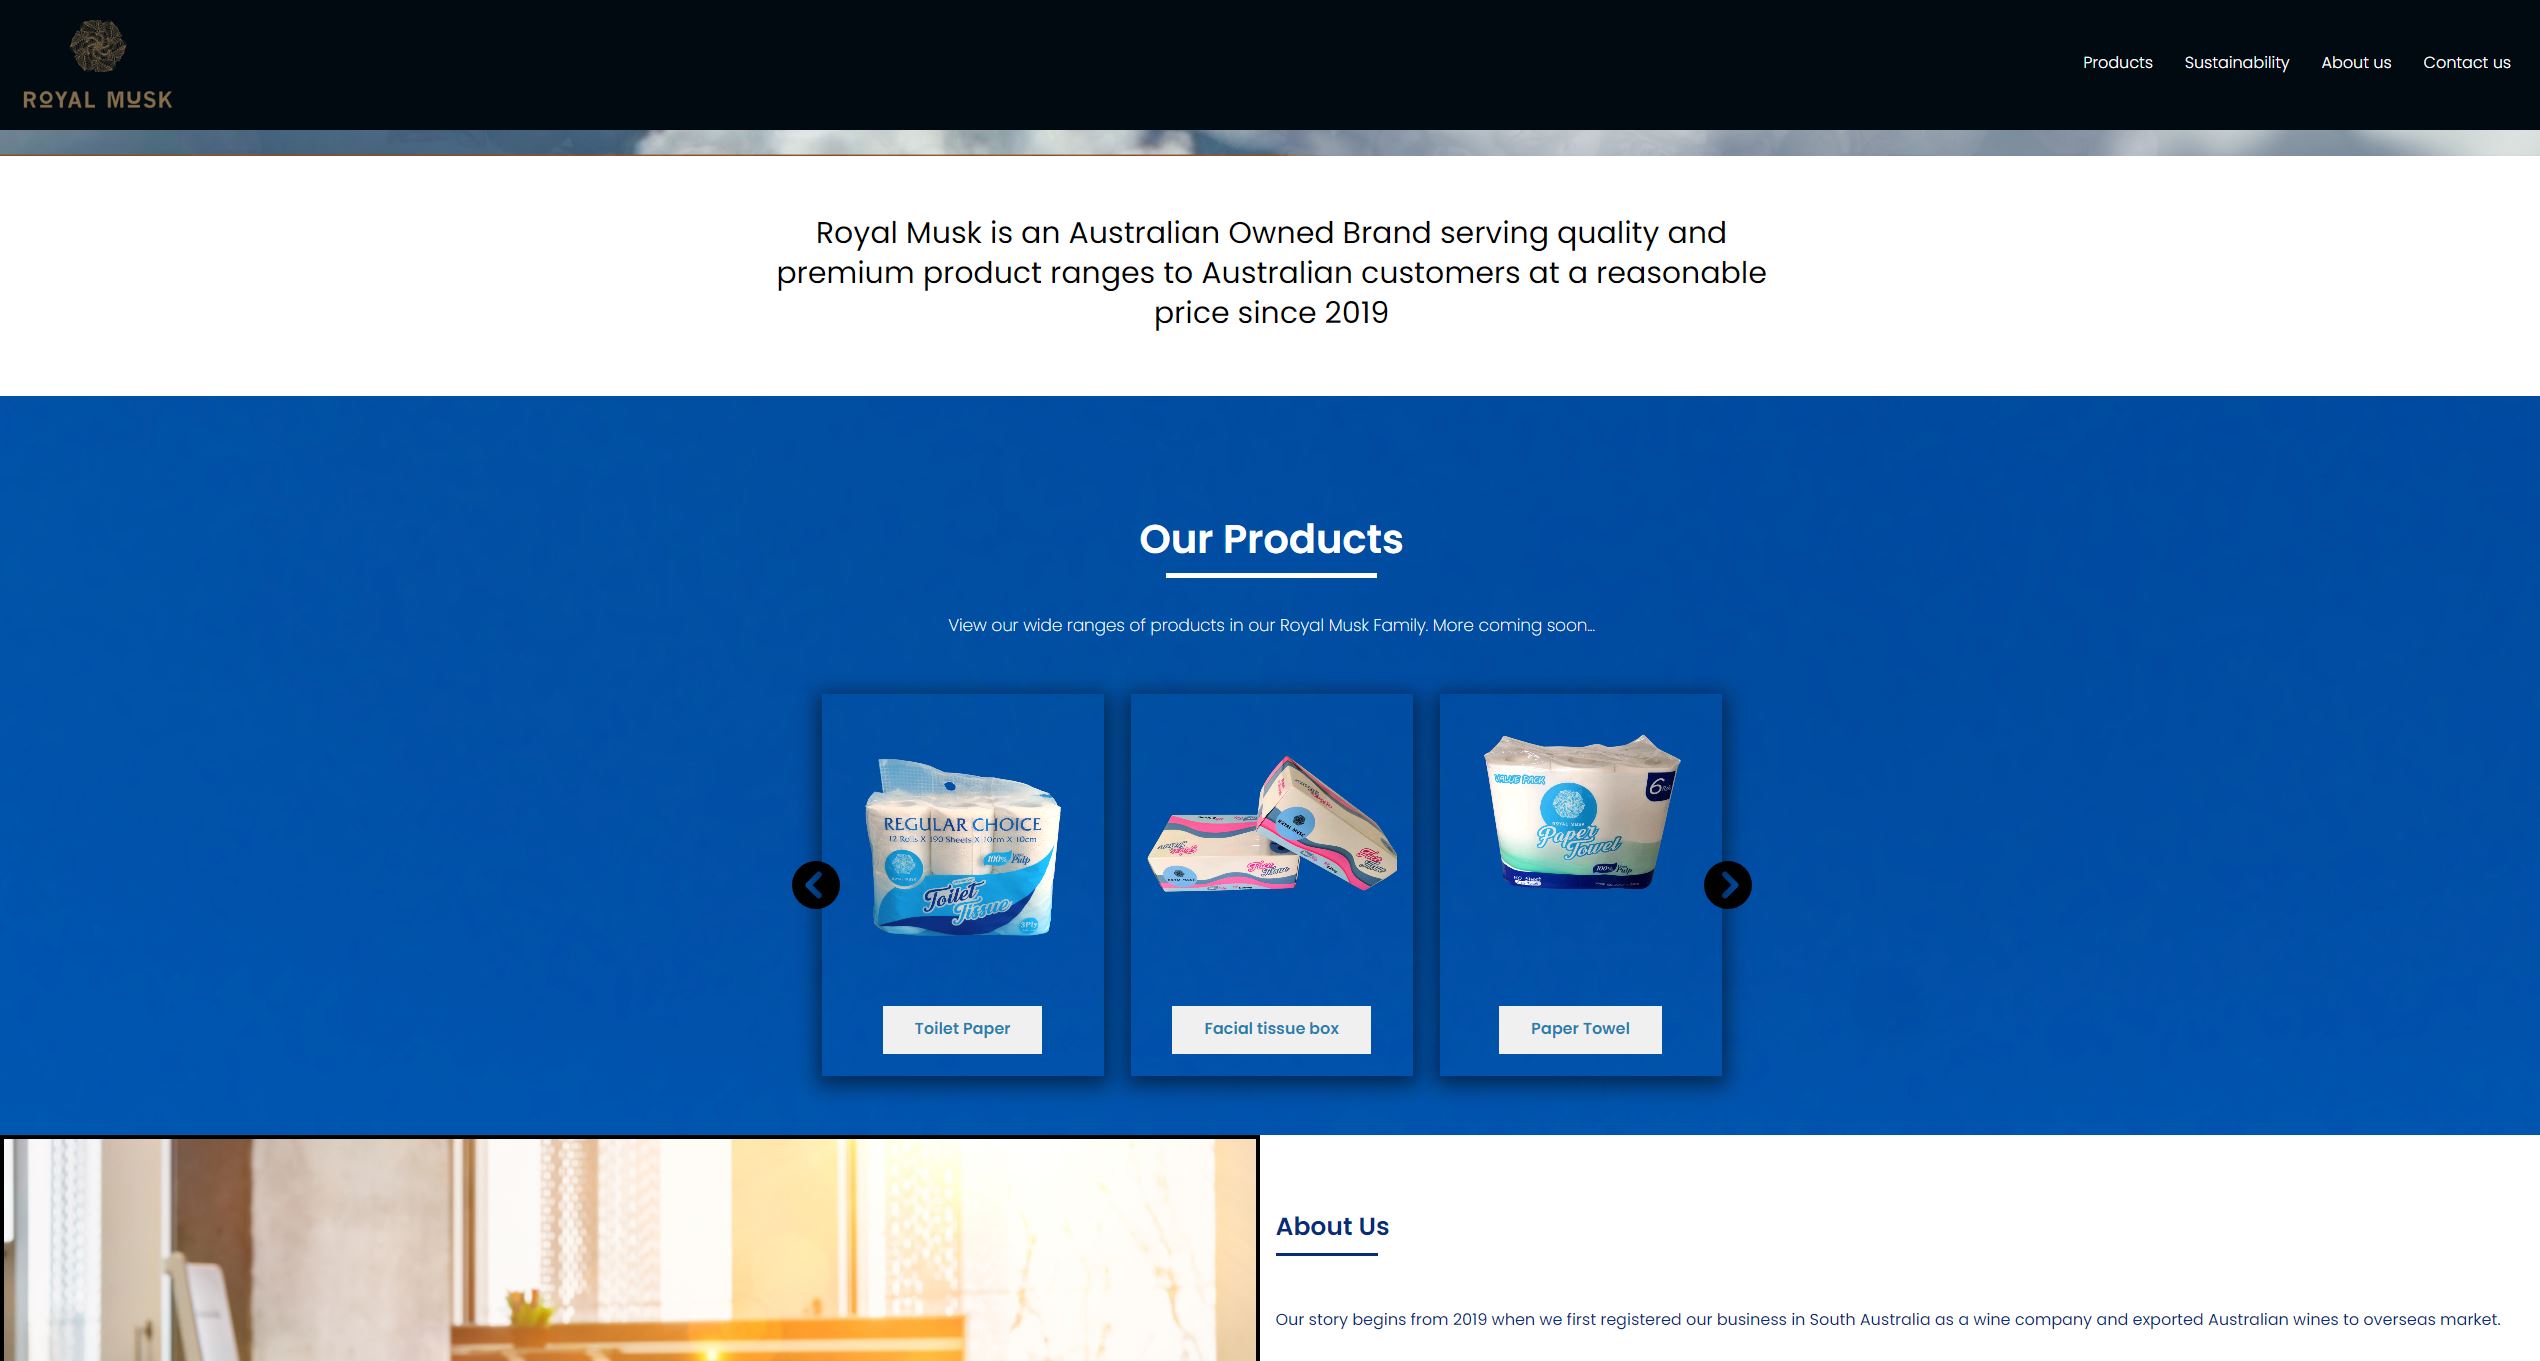 ROYAL MUSK
Products Sustainability About us Contact us
Royal Musk is an Australian Owned Brand serving quality and
premium product ranges to Australian customers at a reasonable
price since 2019
Our Products
View our wide ranges of products in our Royal Musk Family. More coming soon...
REGULAR CHOICE
12 Rolls X 190 Sheets X 10cm X 10cm
100% Pulp
Toilet
Tissue
3Ply
VALUE PACK
6
ROYAL MUSK
Paper
Towel
100% Pulp
Toilet Paper
Facial tissue box
Paper Towel
About Us
Our story begins from 2019 when we first registered our business in South Australia as a wine company and exported Australian wines to overseas market.